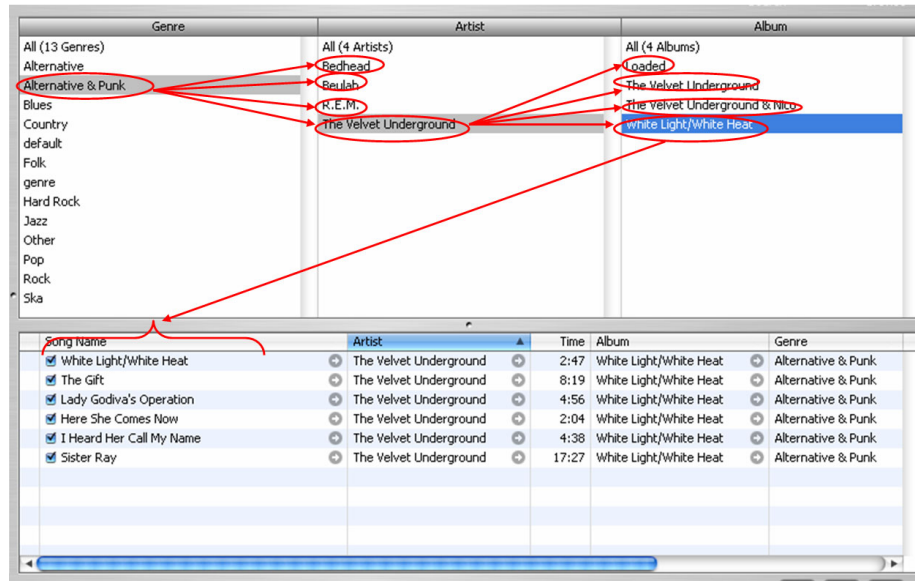 Genre Artist Album
All (13 Genres) All (4 Artists) All (4 Albums)
Alternative Bedhead Loaded
Alternative & Punk Beulah The Velvet Underground
Blues R.E.M. The Velvet Underground & Nico
Country The Velvet Underground White Light/White Heat
default
Folk
genre
Hard Rock
Jazz
Other
Pop
Rock
Ska
Song Name Artist Time Album Genre
White Light/White Heat The Velvet Underground 2:47 White Light/White Heat Alternative & Punk
The Gift The Velvet Underground 8:19 White Light/White Heat Alternative & Punk
Lady Godiva's Operation The Velvet Underground 4:56 White Light/White Heat Alternative & Punk
Here She Comes Now The Velvet Underground 2:04 White Light/White Heat Alternative & Punk
I Heard Her Call My Name The Velvet Underground 4:38 White Light/White Heat Alternative & Punk
Sister Ray The Velvet Underground 17:27 White Light/White Heat Alternative & Punk